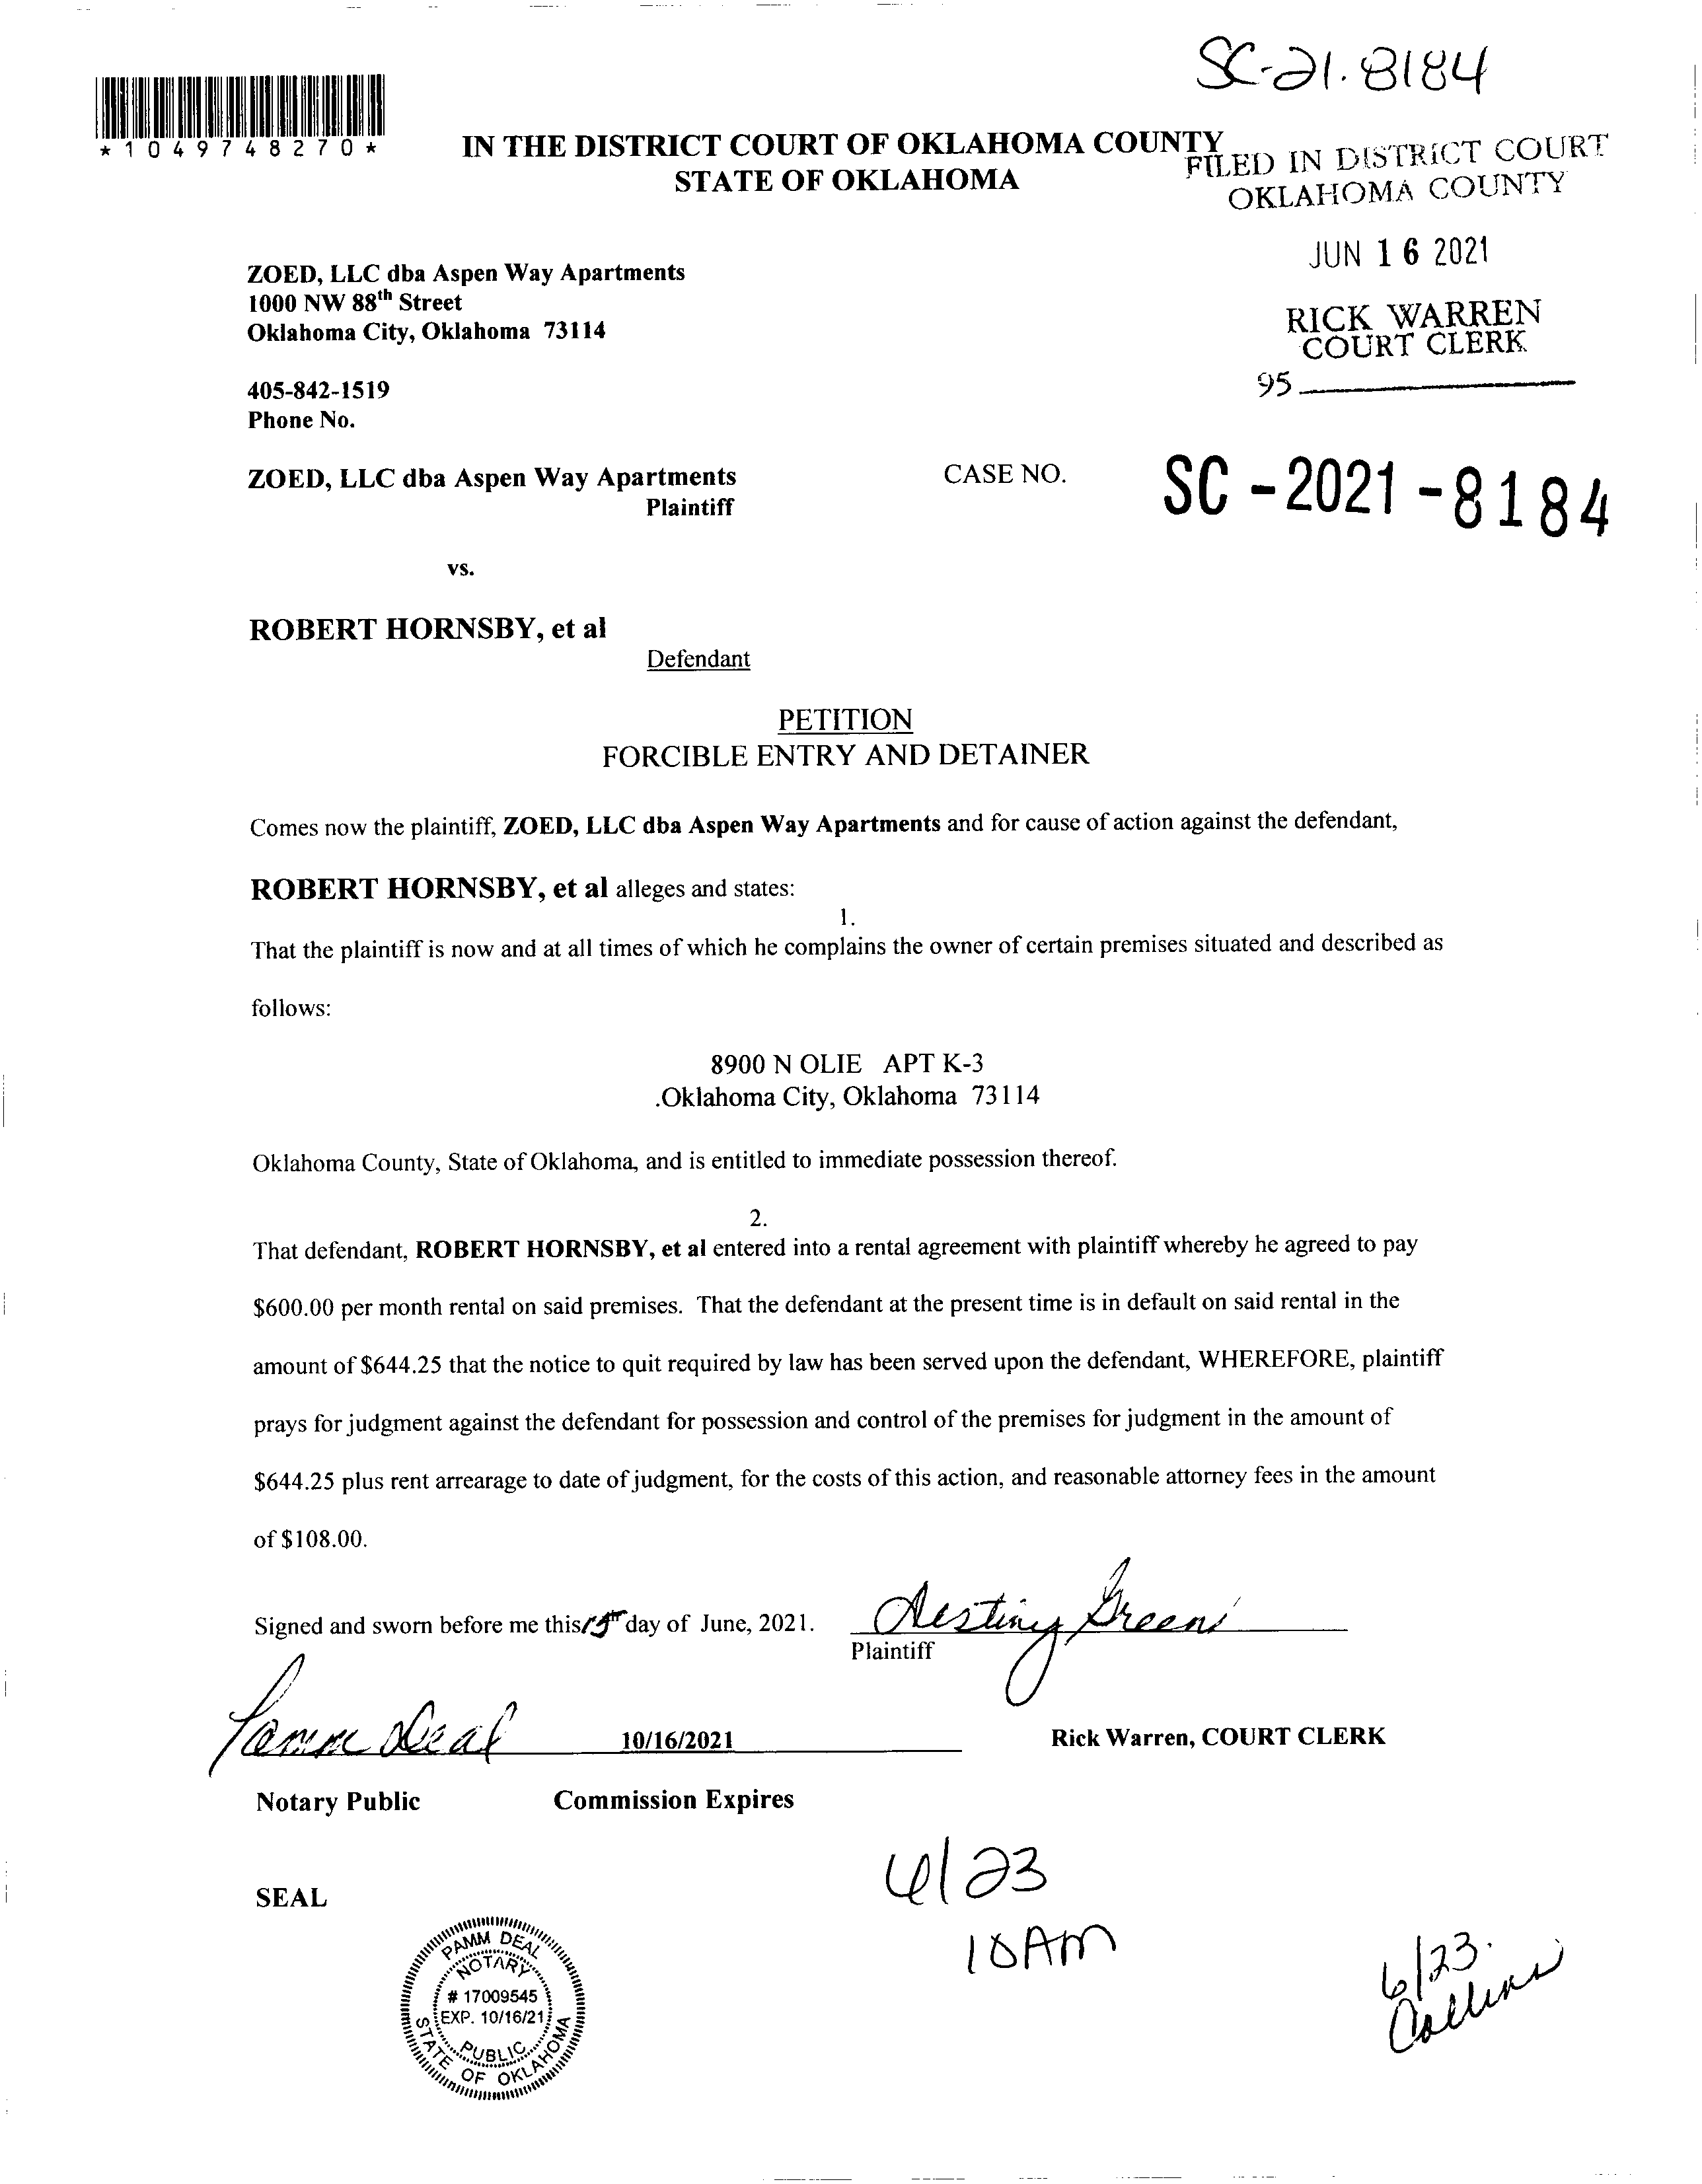 SC-21-8184
*1049748270*
IN THE DISTRICT COURT OF OKLAHOMA COUNTY
STATE OF OKLAHOMA
FILED IN DISTRICT COURT
OKLAHOMA COUNTY
JUN 16 2021
RICK WARREN
COURT CLERK
95
ZOED, LLC dba Aspen Way Apartments
1000 NW 88th Street
Oklahoma City, Oklahoma 73114
405-842-1519
Phone No.
ZOED, LLC dba Aspen Way Apartments
Plaintiff
CASE NO. SC-2021-8184
vs.
ROBERT HORNSBY, et al
Defendant
PETITION
FORCIBLE ENTRY AND DETAINER
Comes now the plaintiff, ZOED, LLC dba Aspen Way Apartments and for cause of action against the defendant,
ROBERT HORNSBY, et al alleges and states:
1.
That the plaintiff is now and at all times of which he complains the owner of certain premises situated and described as
follows:
8900 N OLIE APT K-3
.Oklahoma City, Oklahoma 73114
Oklahoma County, State of Oklahoma, and is entitled to immediate possession thereof.
2.
That defendant, ROBERT HORNSBY, et al entered into a rental agreement with plaintiff whereby he agreed to pay
$600.00 per month rental on said premises. That the defendant at the present time is in default on said rental in the
amount of $644.25 that the notice to quit required by law has been served upon the defendant, WHEREFORE, plaintiff
prays for judgment against the defendant for possession and control of the premises for judgment in the amount of
$644.25 plus rent arrearage to date of judgment, for the costs of this action, and reasonable attorney fees in the amount
of $108.00.
Signed and sworn before me this 15th day of June, 2021. Destiny Greene
Plaintiff
Pamm Deal 10/16/2021
Rick Warren, COURT CLERK
Notary Public Commission Expires
SEAL
PAMM DEAL
NOTARY
# 17009545
EXP. 10/16/21
PUBLIC
STATE OF OKLAHOMA
6/23
10AM
6/23.
Collins